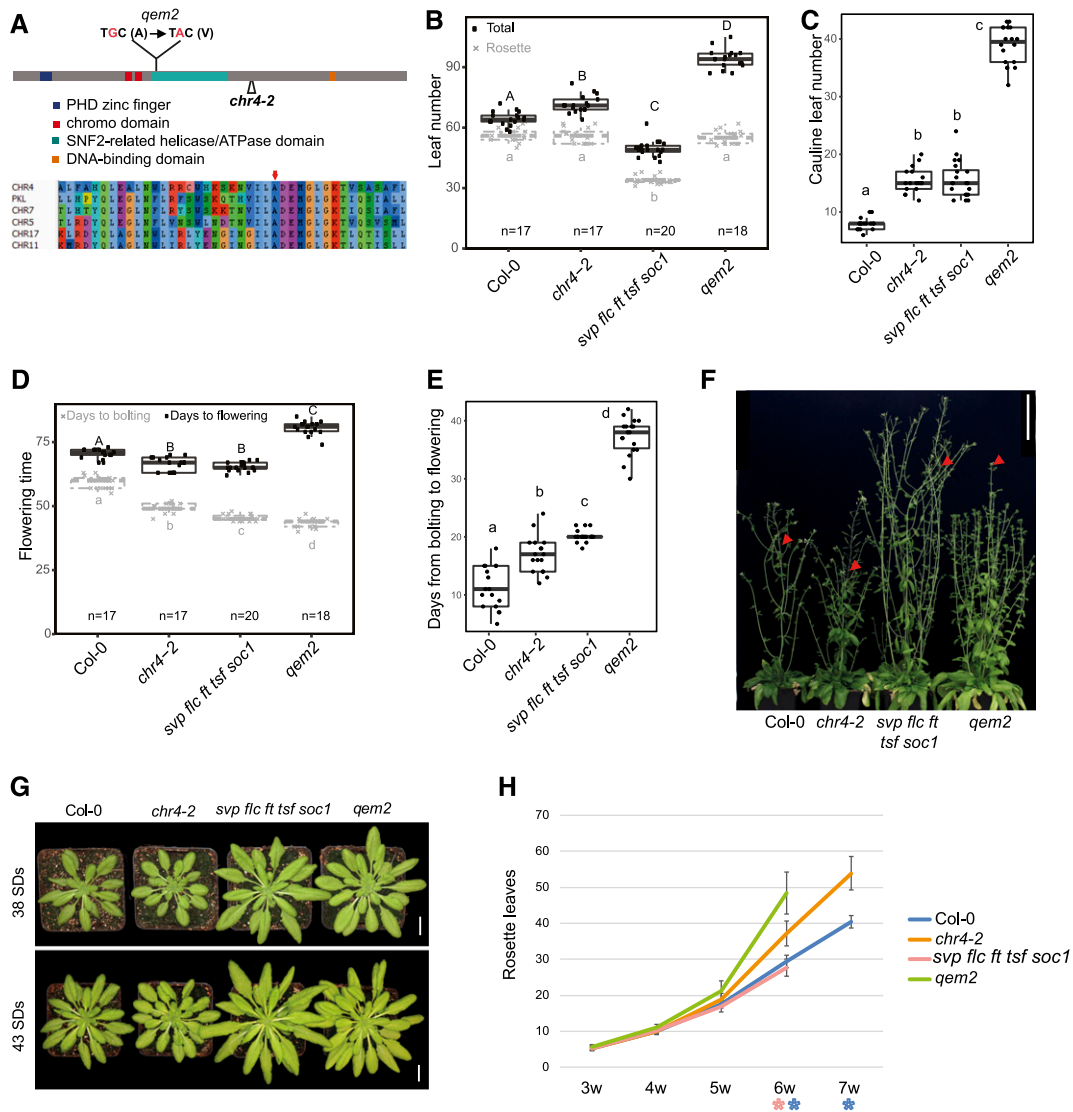 A
qem2
TGC (A) → TAC (V)
chr4-2
PHD zinc finger
chromo domain
SNF2-related helicase/ATPase domain
DNA-binding domain
CHR4
PKL
CHR7
CHR5
CHR17
CHR11
B
Total
Rosette
Leaf number
90
60
30
0
A
B
C
D
a
a
b
a
n=17
n=17
n=20
n=18
Col-0
chr4-2
svp flc ft tsf soc1
qem2
C
Cauline leaf number
40
30
20
10
a
b
b
c
Col-0
chr4-2
svp flc ft tsf soc1
qem2
D
Days to bolting
Days to flowering
Flowering time
75
50
25
0
A
B
B
C
a
b
c
d
n=17
n=17
n=20
n=18
Col-0
chr4-2
svp flc ft tsf soc1
qem2
E
Days from bolting to flowering
40
30
20
10
a
b
c
d
Col-0
chr4-2
svp flc ft tsf soc1
qem2
F
Col-0
chr4-2
svp flc ft
tsf soc1
qem2
G
Col-0
chr4-2
svp flc ft tsf soc1
qem2
38 SDs
43 SDs
H
Rosette leaves
70
60
50
40
30
20
10
0
3w
4w
5w
6w
7w
* *
*
Col-0
chr4-2
svp flc ft tsf soc1
qem2